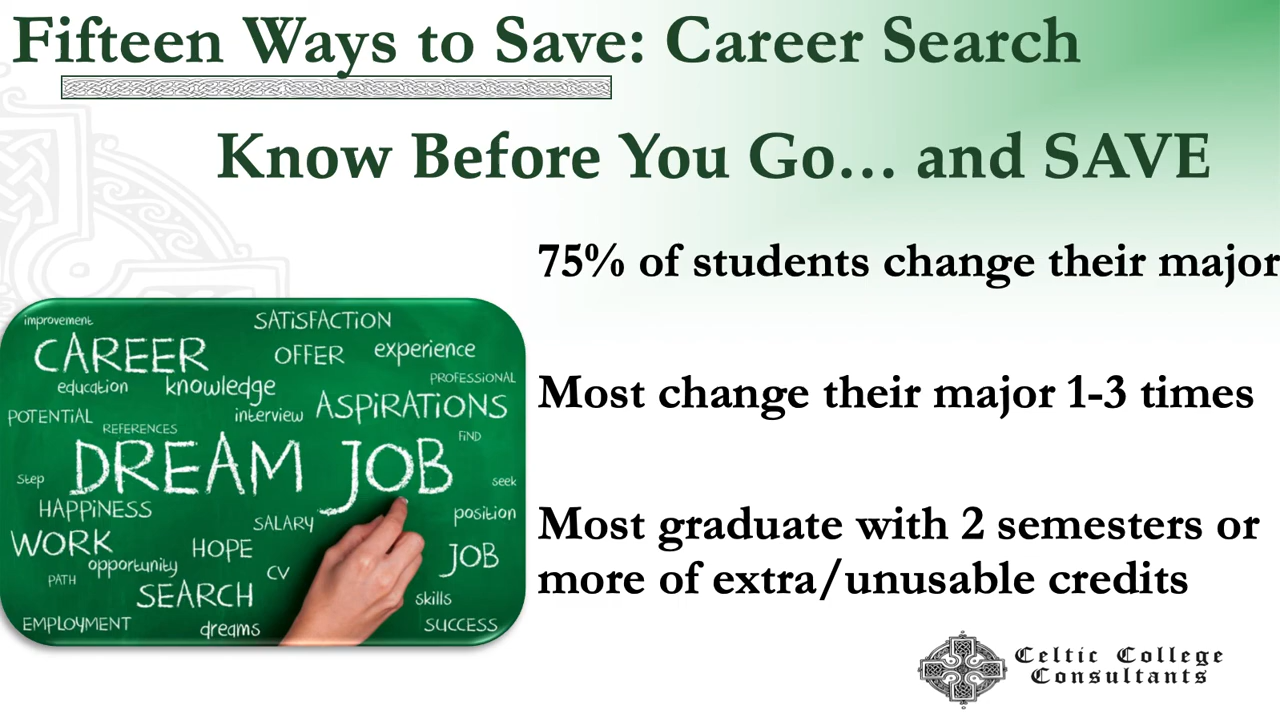 Fifteen Ways to Save: Career Search
Know Before You Go... and SAVE
75% of students change their major
Most change their major 1-3 times
Most graduate with 2 semesters or
more of extra/unusable credits
improvement
SATiSFACTiON
CAREER
OFFER
experience
education
knowledge
PROFESSIONAL
POTENTiAL
interview
ASPiRATiONS
REFERENCES
FiND
DREAM JOB
Step
seek
HAPPiNESS
SALARY
position
WORK
HOPE
JOB
opportunity
PATH
CV
SEARCH
skills
EMPLOYMENT
dreams
SUCCESS
Celtic College
Consultants